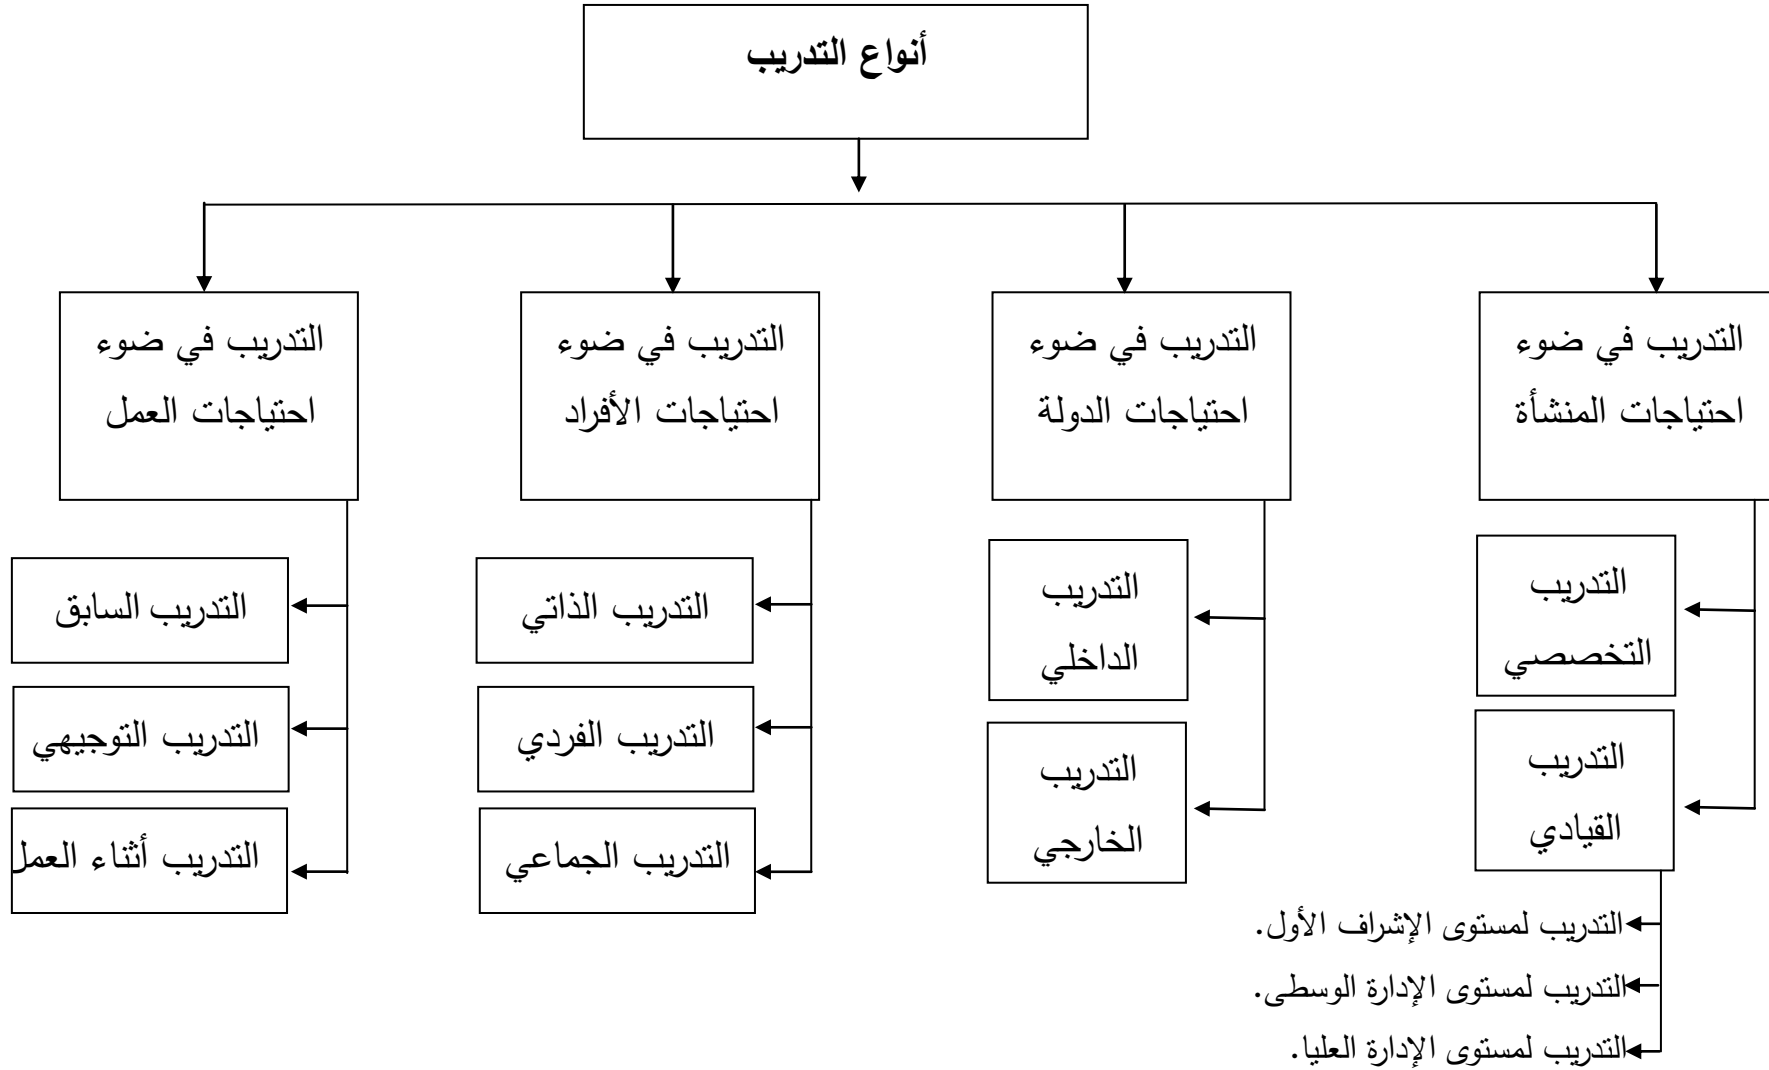 أنواع التدريب
التدريب في ضوء
احتياجات المنشأة
التدريب في ضوء
احتياجات الدولة
التدريب في ضوء
احتياجات الأفراد
التدريب في ضوء
احتياجات العمل
التدريب
التخصصي
التدريب
القيادي
التدريب لمستوى الإشراف الأول.
التدريب لمستوى الإدارة الوسطى.
التدريب لمستوى الإدارة العليا.
التدريب
الداخلي
التدريب
الخارجي
التدريب الذاتي
التدريب الفردي
التدريب الجماعي
التدريب السابق
التدريب التوجيهي
التدريب أثناء العمل